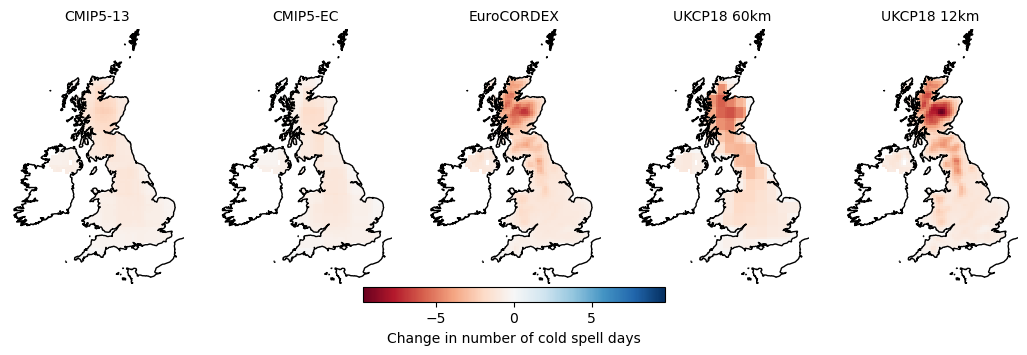 CMIP5-13 CMIP5-EC EuroCORDEX UKCP18 60km UKCP18 12km
−5 0 5
Change in number of cold spell days